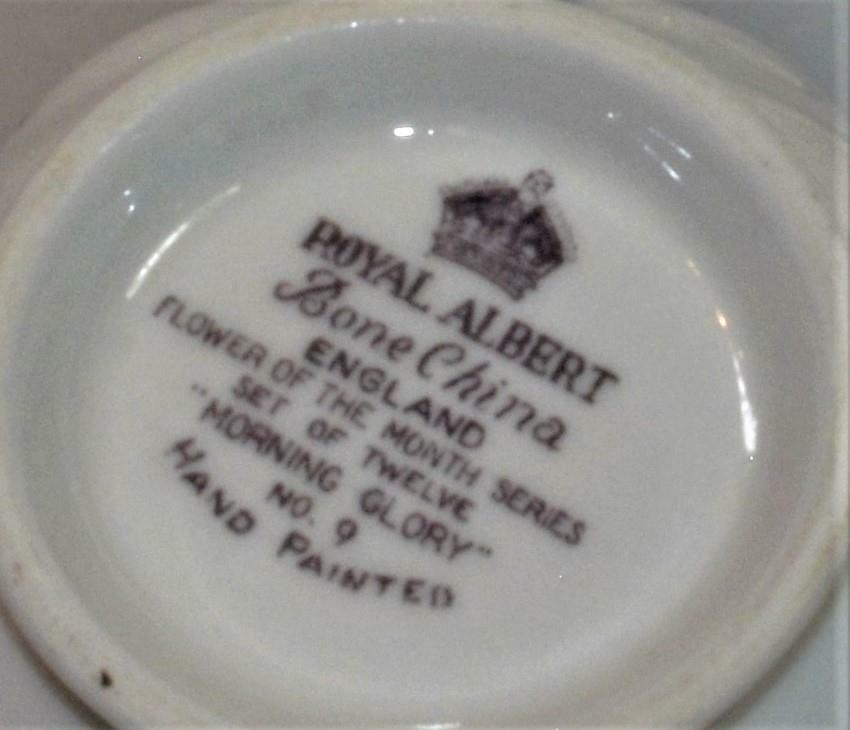 ROYAL ALBERT
Bone China
ENGLAND
FLOWER OF THE MONTH SERIES
SET OF TWELVE
"MORNING GLORY"
NO. 9
HAND PAINTED